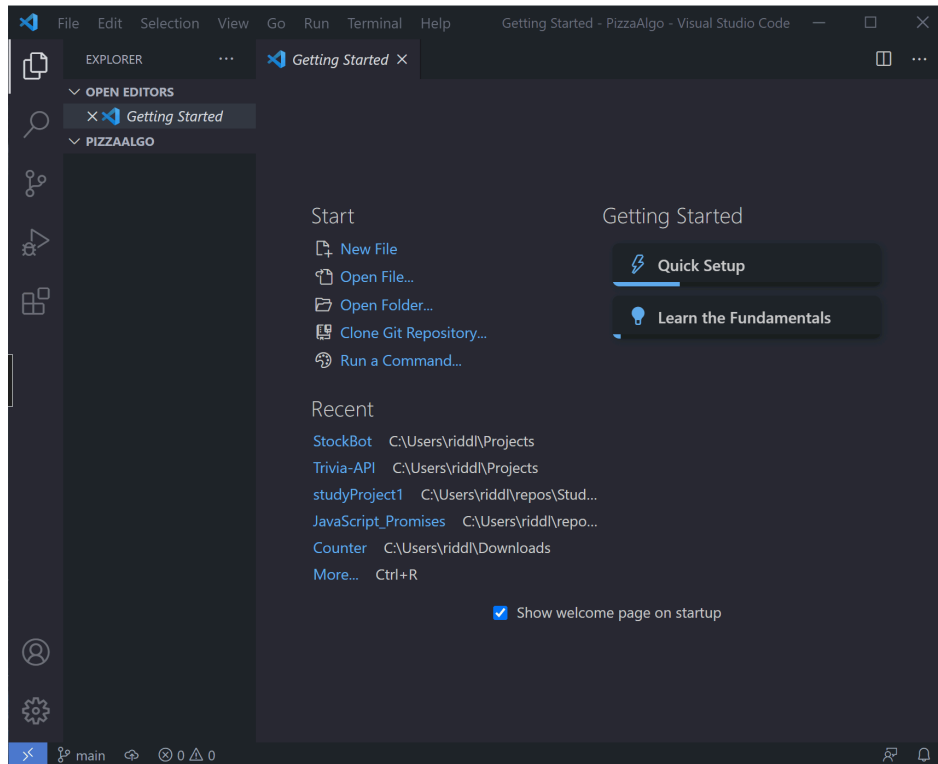 File Edit Selection View Go Run Terminal Help Getting Started - PizzaAlgo - Visual Studio Code
EXPLORER
Getting Started
OPEN EDITORS
Getting Started
PIZZAALGO
Start
New File
Open File...
Open Folder...
Clone Git Repository...
Run a Command...
Getting Started
Quick Setup
Learn the Fundamentals
Recent
StockBot C:\Users\riddl\Projects
Trivia-API C:\Users\riddl\Projects
studyProject1 C:\Users\riddl\repos\Stud...
JavaScript_Promises C:\Users\riddl\repo...
Counter C:\Users\riddl\Downloads
More... Ctrl+R
Show welcome page on startup
main 0 0